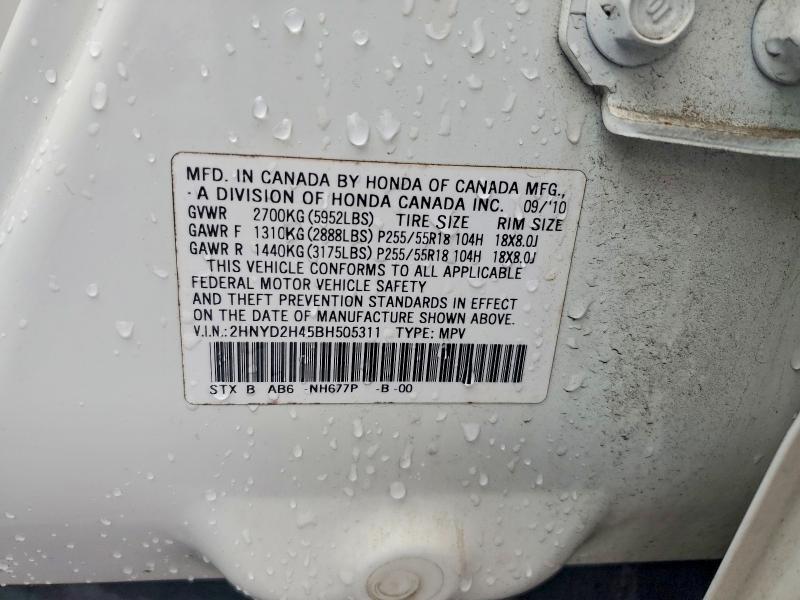 MFD. IN CANADA BY HONDA OF CANADA MFG.,
A DIVISION OF HONDA CANADA INC. 09/'10
GVWR 2700KG(5952LBS) TIRE SIZE RIM SIZE
GAWR F 1310KG(2888LBS) P255/55R18 104H 18X8.0J
GAWR R 1440KG(3175LBS) P255/55R18 104H 18X8.0J
THIS VEHICLE CONFORMS TO ALL APPLICABLE
FEDERAL MOTOR VEHICLE SAFETY
AND THEFT PREVENTION STANDARDS IN EFFECT
ON THE DATE OF MANUFACTURE SHOWN ABOVE.
V.I.N.:2HNYD2H45BH505311 TYPE: MPV
STX B AB6 -NH677P -B-00